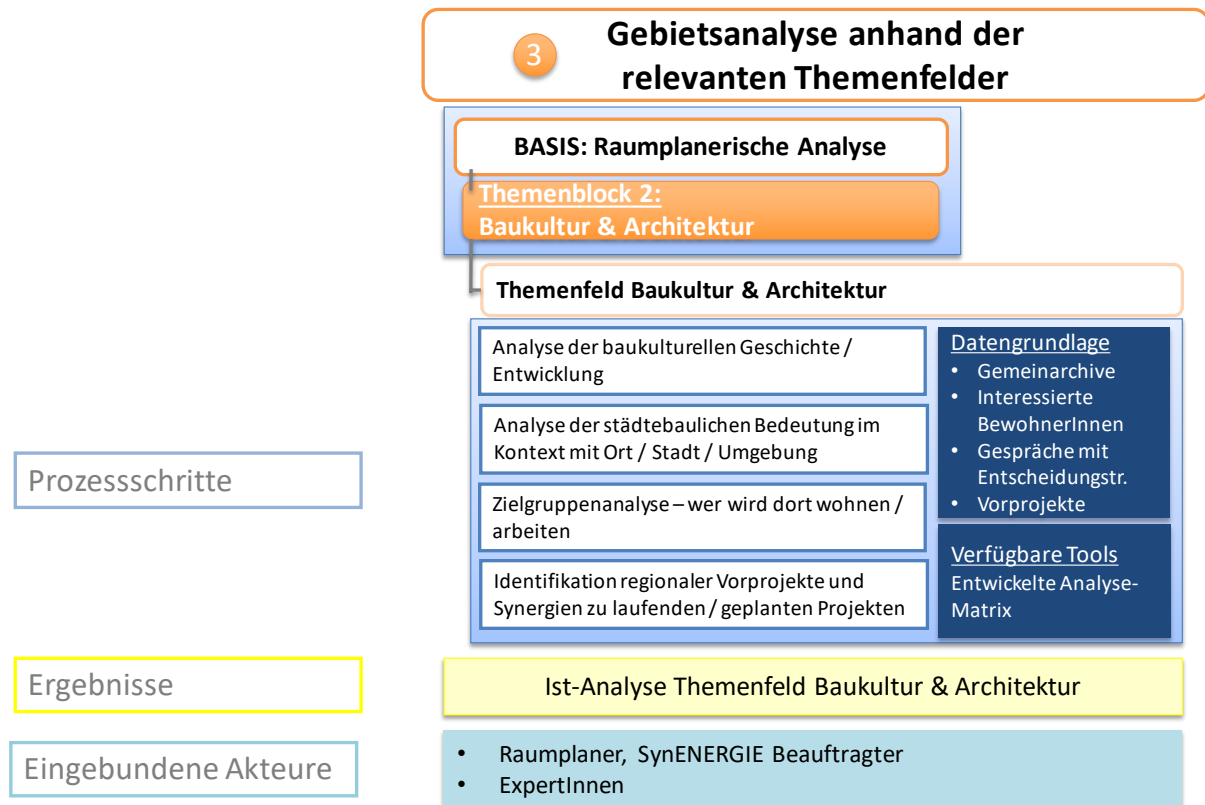 3
Gebietsanalyse anhand der
relevanten Themenfelder
BASIS: Raumplanerische Analyse
Themenblock 2:
Baukultur & Architektur
Themenfeld Baukultur & Architektur
Prozessschritte
Analyse der baukulturellen Geschichte /
Entwicklung
Analyse der städtebaulichen Bedeutung im
Kontext mit Ort / Stadt / Umgebung
Zielgruppenanalyse – wer wird dort wohnen /
arbeiten
Identifikation regionaler Vorprojekte und
Synergien zu laufenden / geplanten Projekten
Datengrundlage
• Gemeinarchive
• Interessierte
BewohnerInnen
• Gespräche mit
Entscheidungstr.
• Vorprojekte
Verfügbare Tools
Entwickelte Analyse-
Matrix
Ergebnisse
Ist-Analyse Themenfeld Baukultur & Architektur
Eingebundene Akteure
• Raumplaner, SynENERGIE Beauftragter
• ExpertInnen